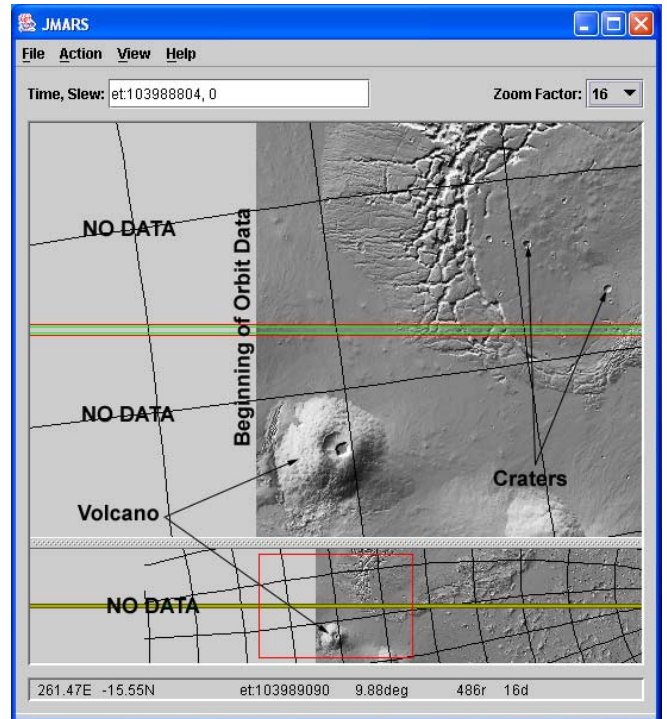 JMARS
File Action View Help
Time, Slew: et:103988804, 0 Zoom Factor: 16
NO DATA
Beginning of Orbit Data
NO DATA
Craters
Volcano
NO DATA
261.47E -15.55N et:103989090 9.88deg 486r 16d